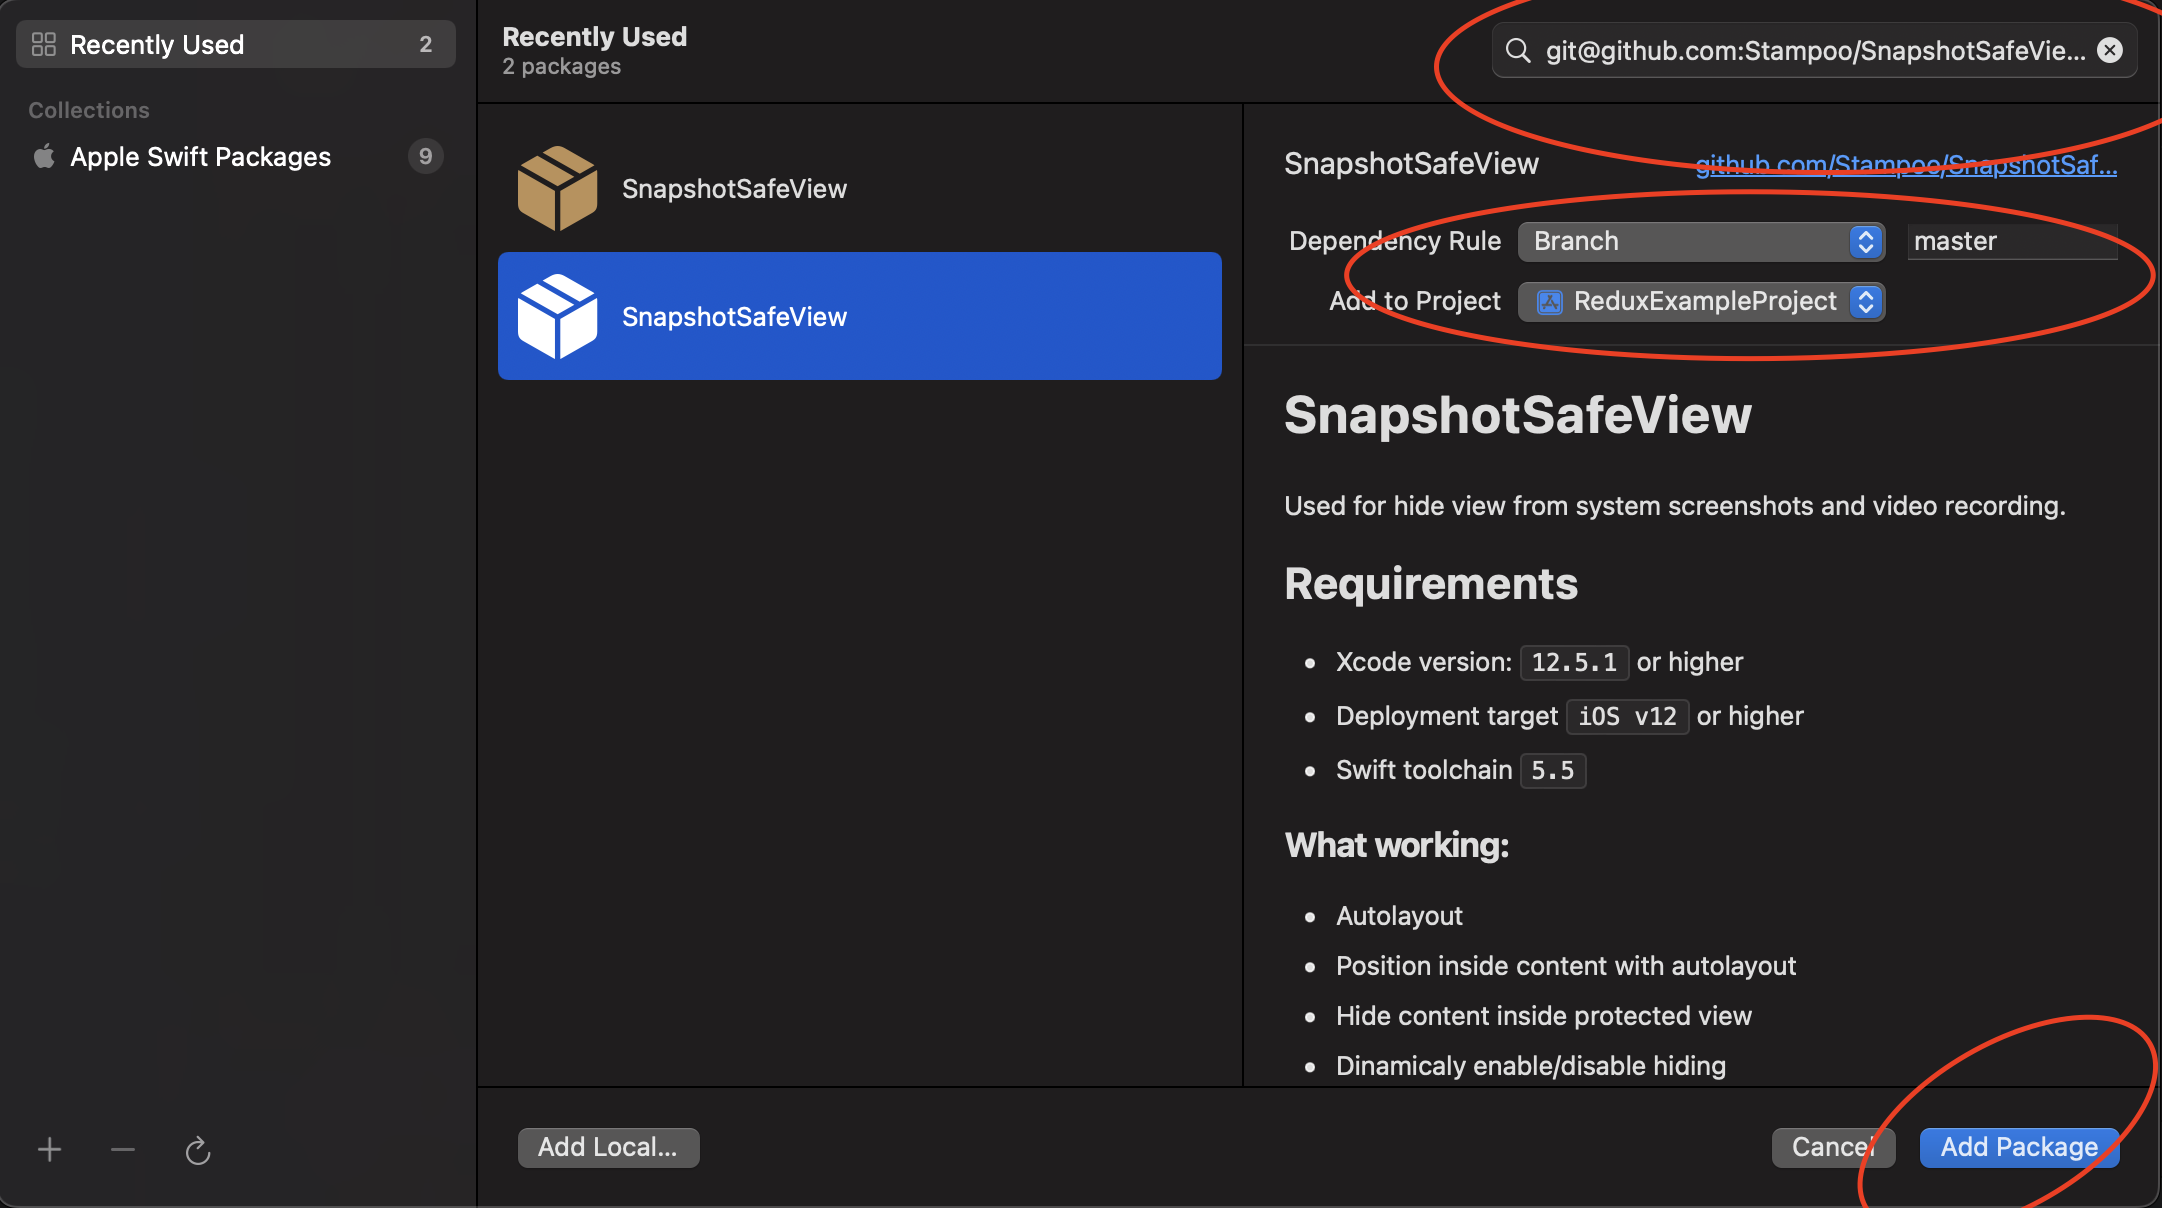 Recently Used 2
Collections
Apple Swift Packages 9
Recently Used
2 packages
git@github.com:Stampoo/SnapshotSafeVie...
SnapshotSafeView
SnapshotSafeView
SnapshotSafeView github.com/Stampoo/SnapshotSaf...
Dependency Rule Branch master
Add to Project ReduxExampleProject
SnapshotSafeView
Used for hide view from system screenshots and video recording.
Requirements
• Xcode version: 12.5.1 or higher
• Deployment target iOS v12 or higher
• Swift toolchain 5.5
What working:
• Autolayout
• Position inside content with autolayout
• Hide content inside protected view
• Dinamicaly enable/disable hiding
Add Local...
Cancel
Add Package